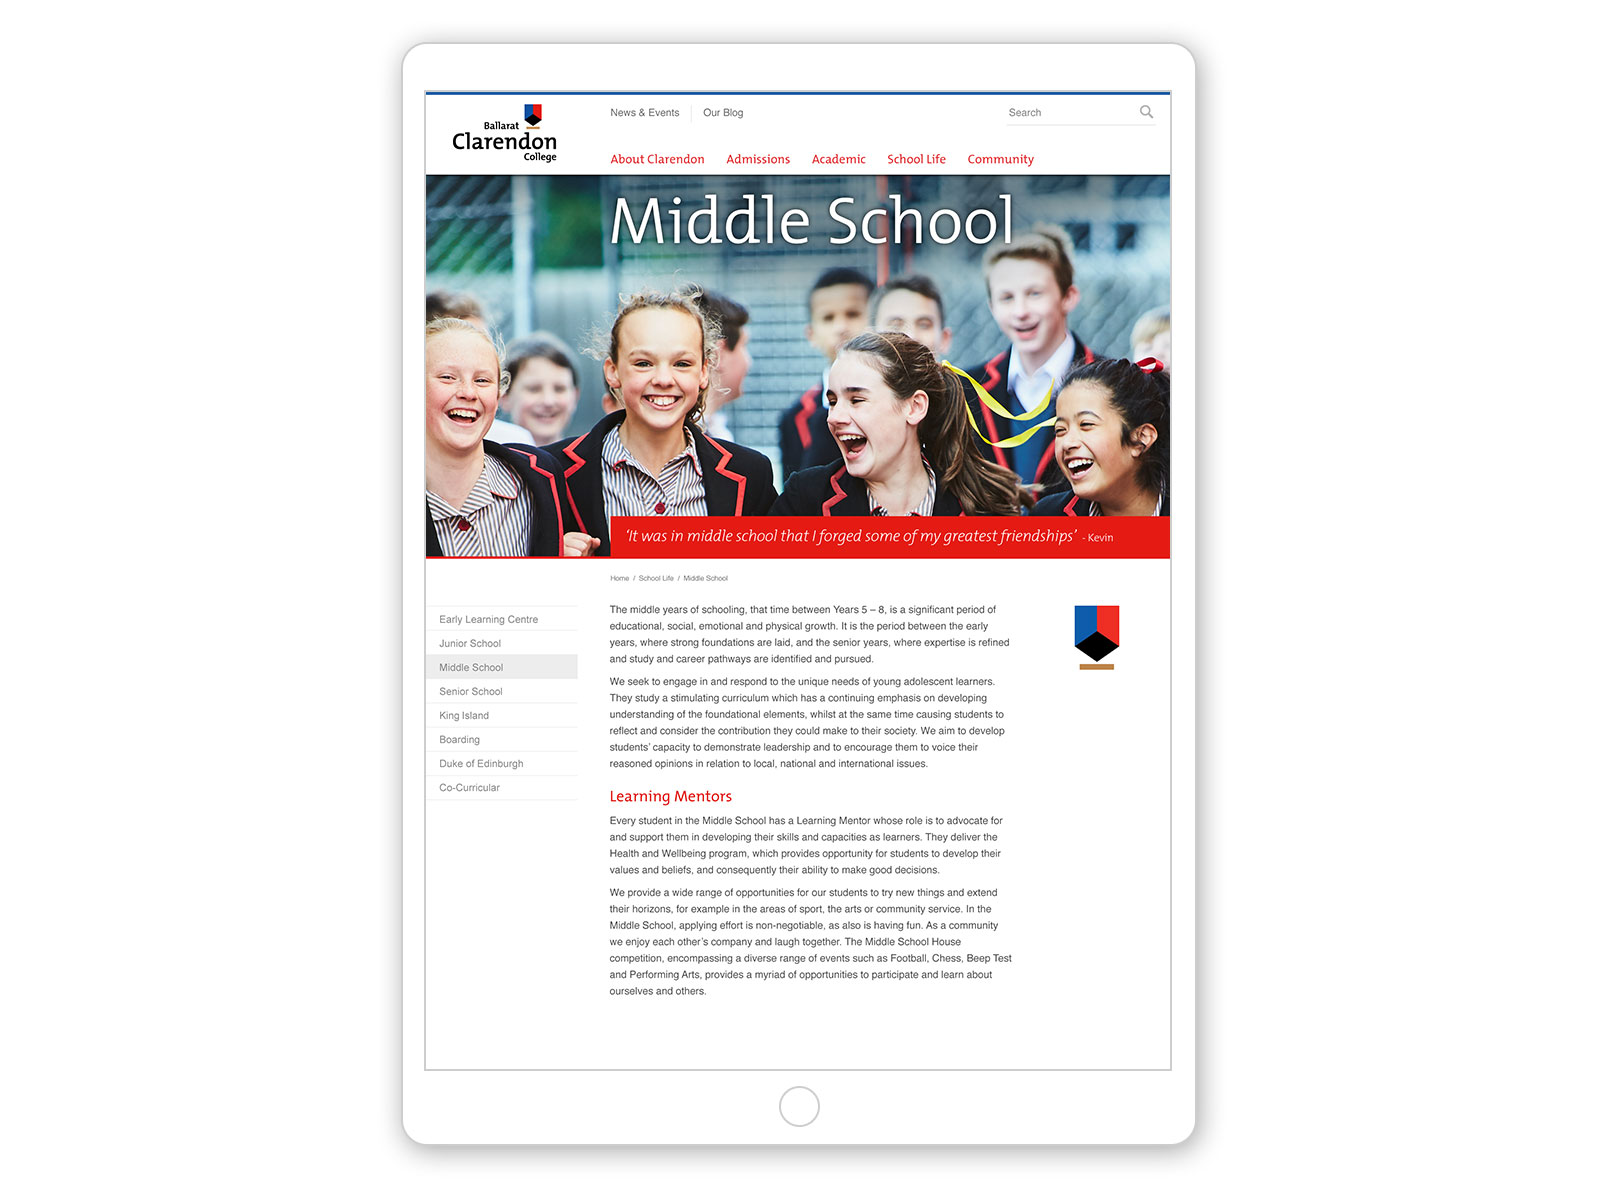 Ballarat
Clarendon
College
News & Events
Our Blog
Search
About Clarendon
Admissions
Academic
School Life
Community
Middle School
‘It was in middle school that I forged some of my greatest friendships’ - Kevin
Home / School Life / Middle School
Early Learning Centre
Junior School
Middle School
Senior School
King Island
Boarding
Duke of Edinburgh
Co-Curricular
The middle years of schooling, that time between Years 5 – 8, is a significant period of
educational, social, emotional and physical growth. It is the period between the early
years, where strong foundations are laid, and the senior years, where expertise is refined
and study and career pathways are identified and pursued.
We seek to engage in and respond to the unique needs of young adolescent learners.
They study a stimulating curriculum which has a continuing emphasis on developing
understanding of the foundational elements, whilst at the same time causing students to
reflect and consider the contribution they could make to their society. We aim to develop
students’ capacity to demonstrate leadership and to encourage them to voice their
reasoned opinions in relation to local, national and international issues.
Learning Mentors
Every student in the Middle School has a Learning Mentor whose role is to advocate for
and support them in developing their skills and capacities as learners. They deliver the
Health and Wellbeing program, which provides opportunity for students to develop their
values and beliefs, and consequently their ability to make good decisions.
We provide a wide range of opportunities for our students to try new things and extend
their horizons, for example in the areas of sport, the arts or community service. In the
Middle School, applying effort is non-negotiable, as also is having fun. As a community
we enjoy each other’s company and laugh together. The Middle School House
competition, encompassing a diverse range of events such as Football, Chess, Beep Test
and Performing Arts, provides a myriad of opportunities to participate and learn about
ourselves and others.